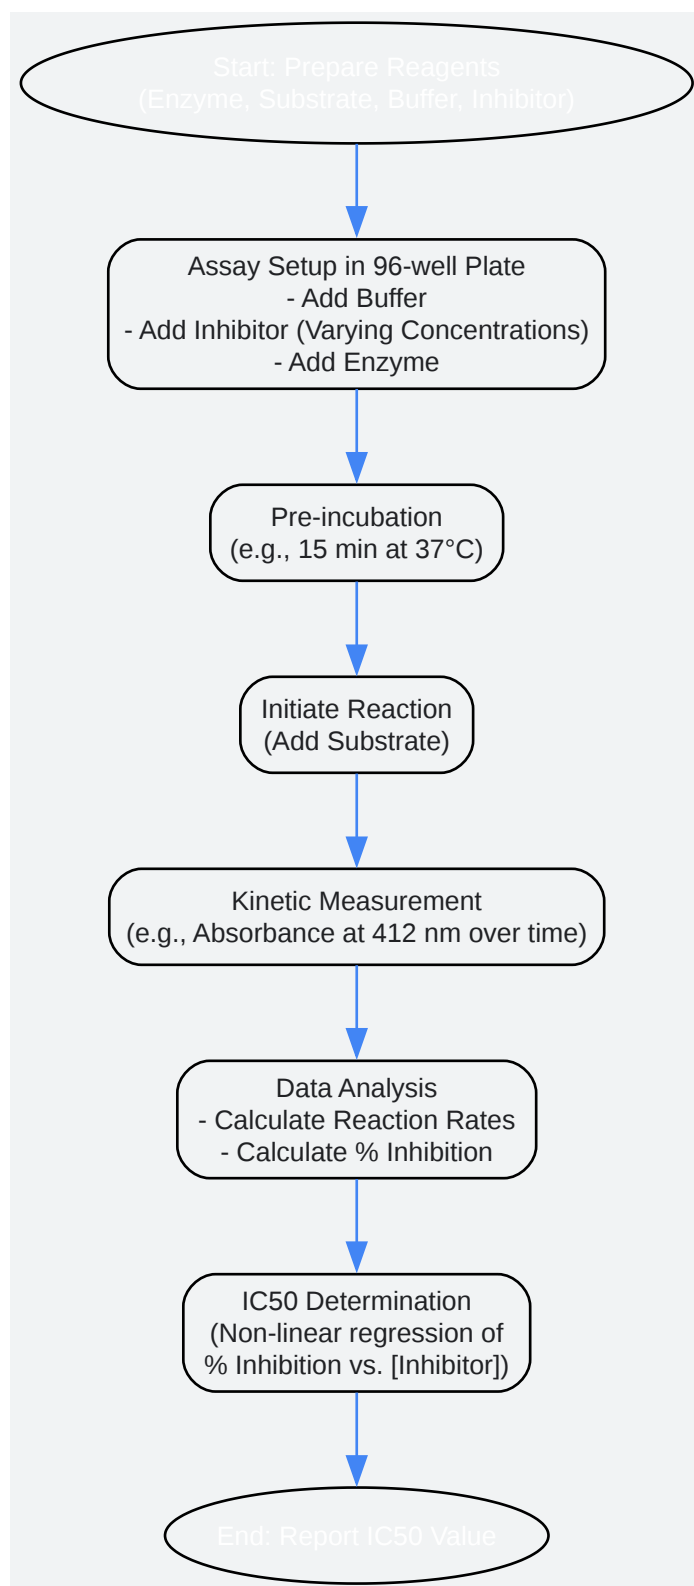 Start: Prepare Reagents
(Enzyme, Substrate, Buffer, Inhibitor)
Assay Setup in 96-well Plate
- Add Buffer
- Add Inhibitor (Varying Concentrations)
- Add Enzyme
Pre-incubation
(e.g., 15 min at 37°C)
Initiate Reaction
(Add Substrate)
Kinetic Measurement
(e.g., Absorbance at 412 nm over time)
Data Analysis
- Calculate Reaction Rates
- Calculate % Inhibition
IC50 Determination
(Non-linear regression of
% Inhibition vs. [Inhibitor])
End: Report IC50 Value